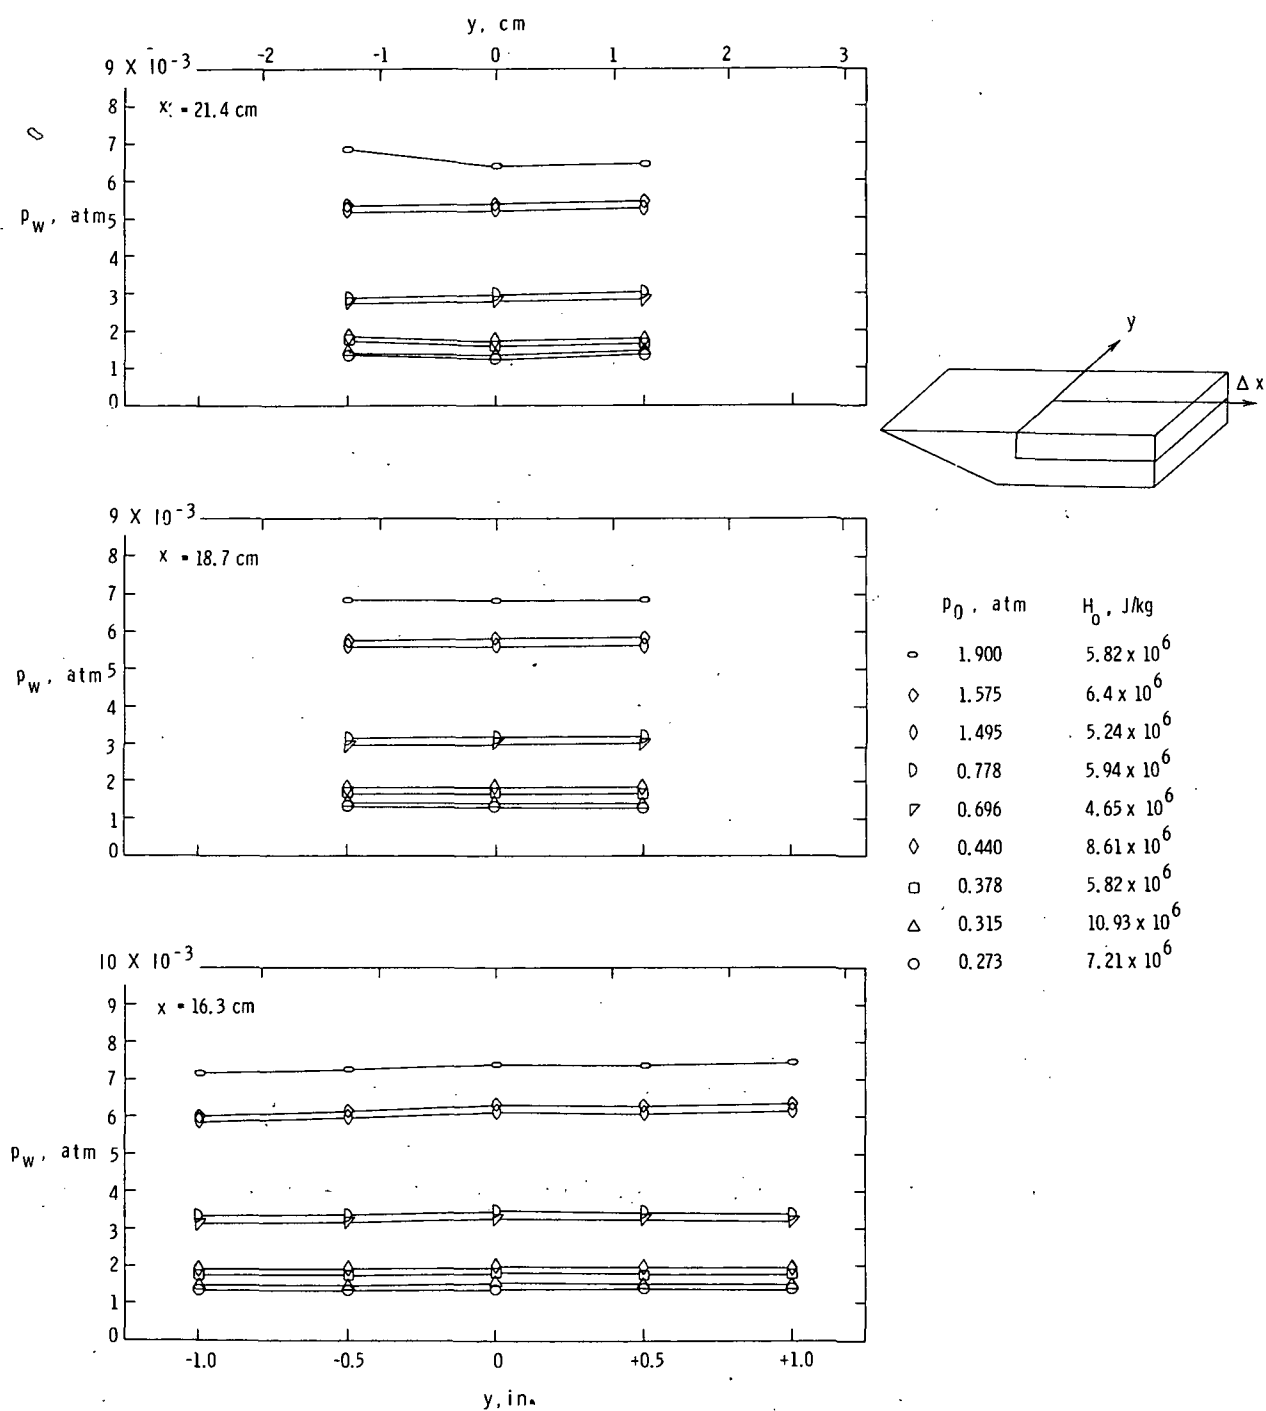 y, cm
-2 -1 0 1 2 3
9 X 10-3
x = 21.4 cm
8
7
6
pw, atm 5
4
3
2
1
0
y
Δ x
9 X 10-3
x = 18.7 cm
8
7
6
pw, atm 5
4
3
2
1
0
p0, atm Ho, J/kg
1.900 5.82 x 10^6
1.575 6.4 x 10^6
1.495 5.24 x 10^6
0.778 5.94 x 10^6
0.696 4.65 x 10^6
0.440 8.61 x 10^6
0.378 5.82 x 10^6
0.315 10.93 x 10^6
0.273 7.21 x 10^6
10 X 10-3
x = 16.3 cm
9
8
7
6
pw, atm 5
4
3
2
1
0
-1.0 -0.5 0 +0.5 +1.0
y, in.